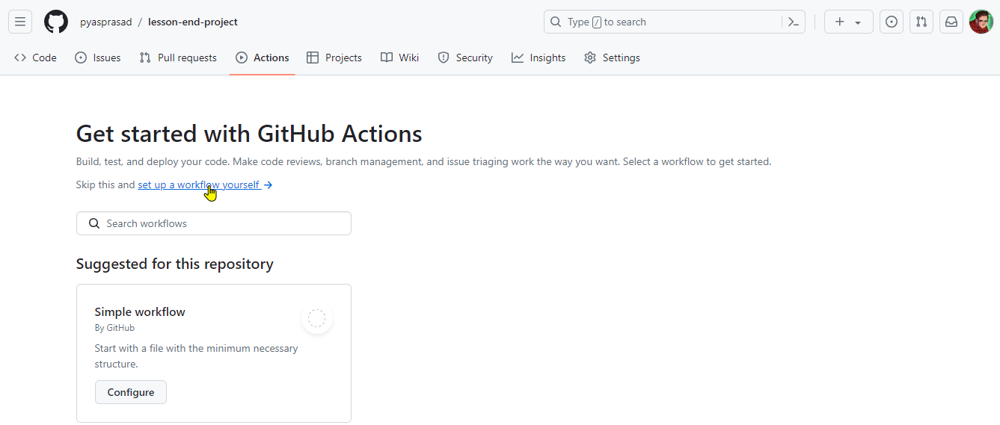 pyasprasad / lesson-end-project
Type / to search
Code Issues Pull requests Actions Projects Wiki Security Insights Settings
Get started with GitHub Actions
Build, test, and deploy your code. Make code reviews, branch management, and issue triaging work the way you want. Select a workflow to get started.
Skip this and set up a workflow yourself →
Search workflows
Suggested for this repository
Simple workflow
By GitHub
Start with a file with the minimum necessary
structure.
Configure